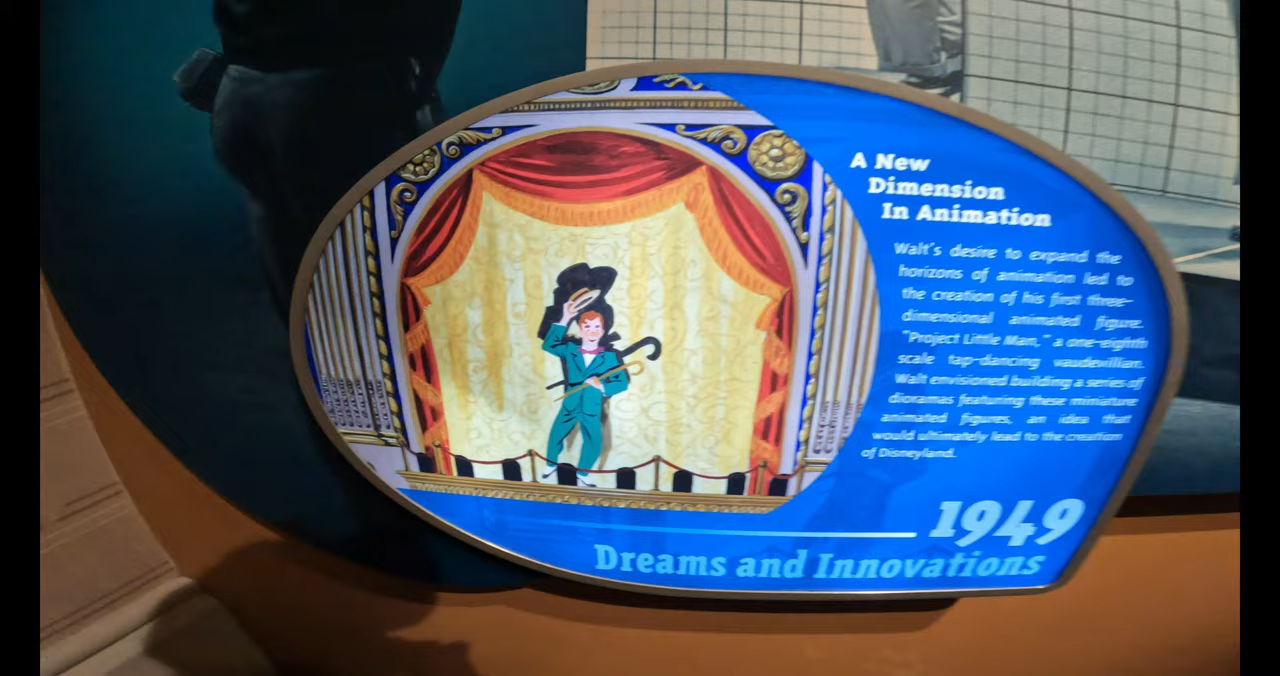 A New
Dimension
In Animation
Walt's desire to expand the
horizons of animation led to
the creation of his first three-
dimensional animated figure.
"Project Little Man," a one-eighth
scale tap-dancing vaudevillian.
Walt envisioned building a series of
dioramas featuring these miniature
animated figures, an idea that
would ultimately lead to the creation
of Disneyland.
1949
Dreams and Innovations